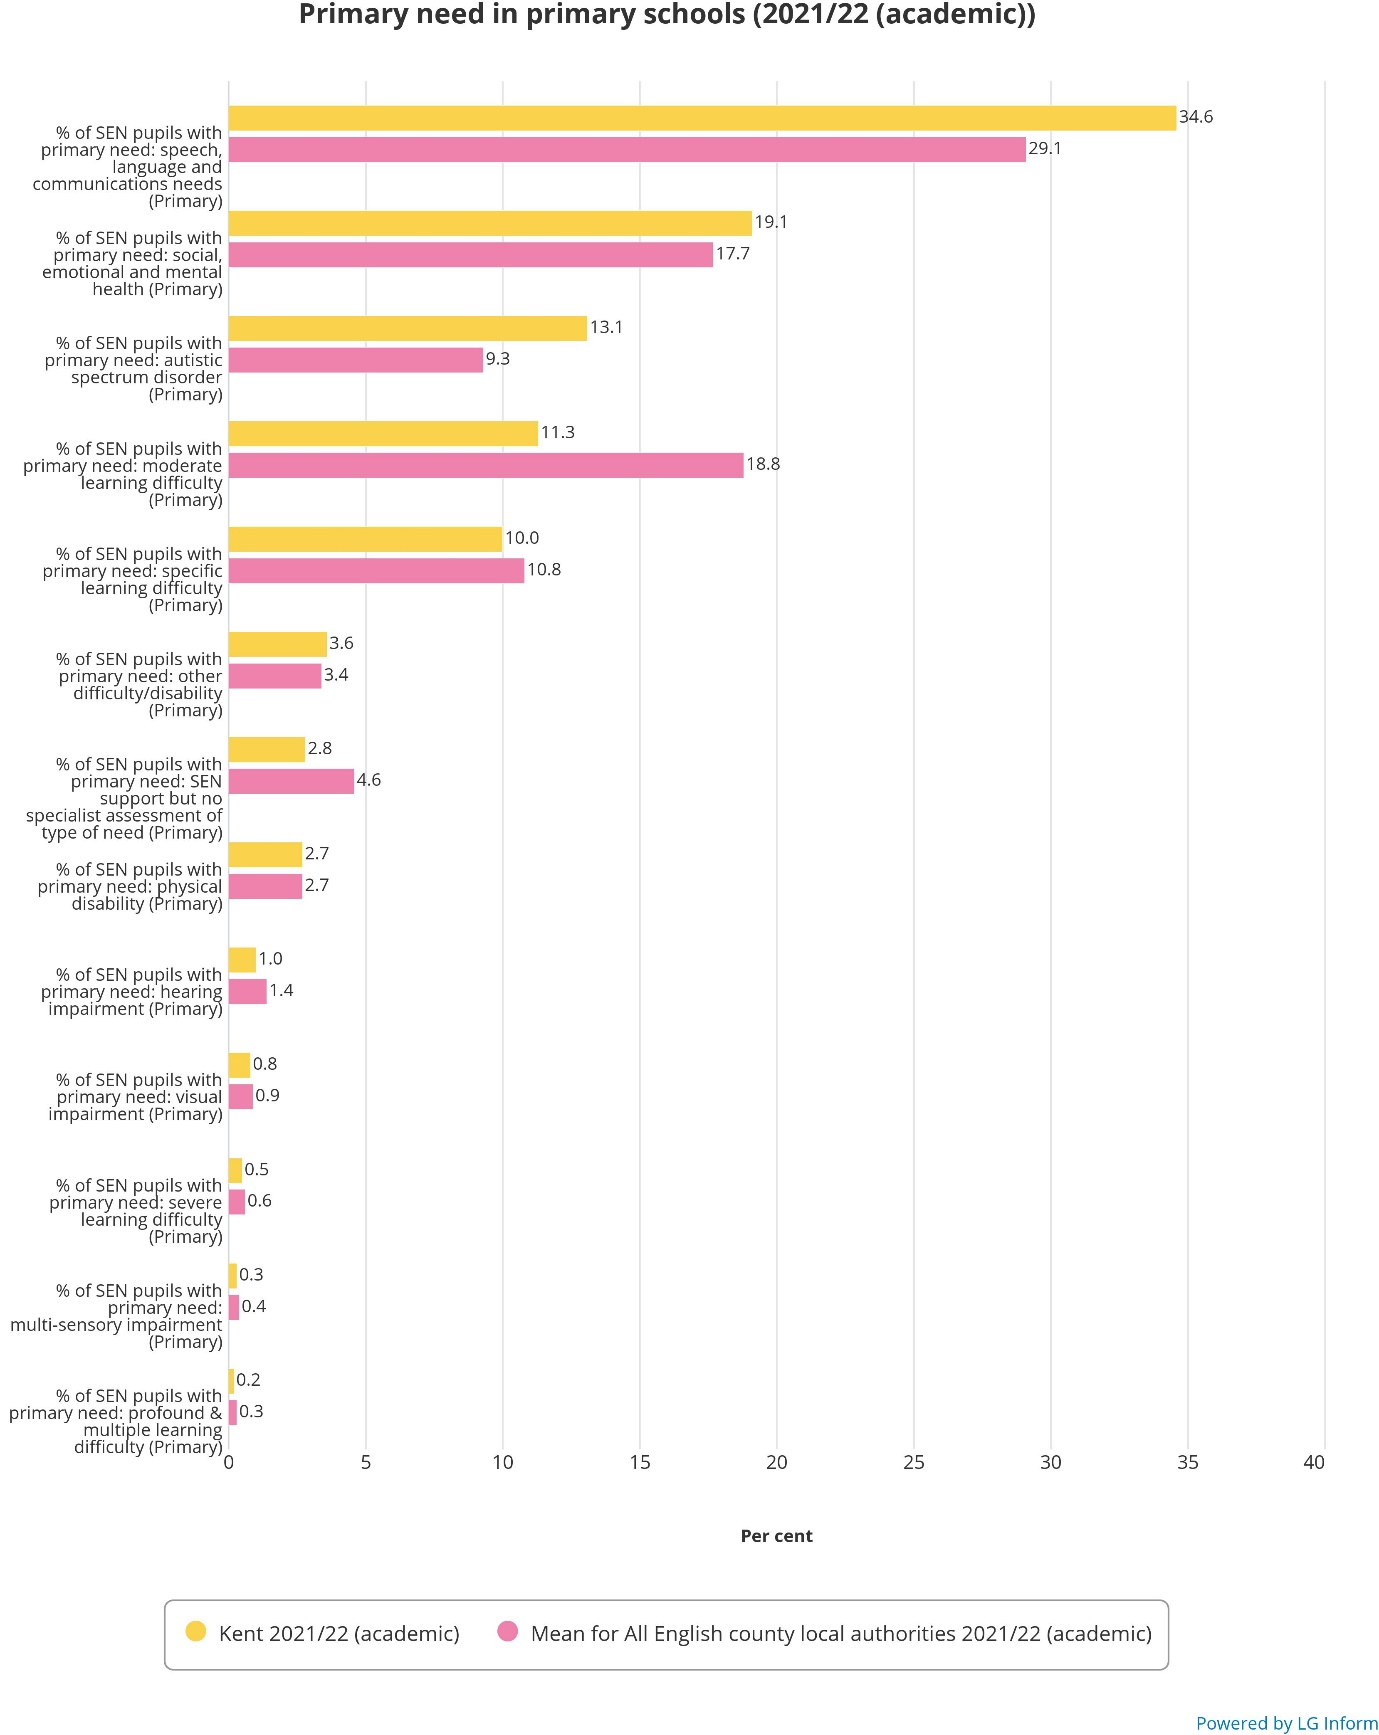 Primary need in primary schools (2021/22 (academic))
% of SEN pupils with
primary need: speech,
language and
communications needs
(Primary)
34.6
29.1
% of SEN pupils with
primary need: social,
emotional and mental
health (Primary)
19.1
17.7
% of SEN pupils with
primary need: autistic
spectrum disorder
(Primary)
13.1
9.3
% of SEN pupils with
primary need: moderate
learning difficulty
(Primary)
11.3
18.8
% of SEN pupils with
primary need: specific
learning difficulty
(Primary)
10.0
10.8
% of SEN pupils with
primary need: other
difficulty/disability
(Primary)
3.6
3.4
% of SEN pupils with
primary need: SEN
support but no
specialist assessment of
type of need (Primary)
2.8
4.6
% of SEN pupils with
primary need: physical
disability (Primary)
2.7
2.7
% of SEN pupils with
primary need: hearing
impairment (Primary)
1.0
1.4
% of SEN pupils with
primary need: visual
impairment (Primary)
0.8
0.9
% of SEN pupils with
primary need: severe
learning difficulty
(Primary)
0.5
0.6
% of SEN pupils with
primary need:
multi-sensory impairment
(Primary)
0.3
0.4
% of SEN pupils with
primary need: profound &
multiple learning
difficulty (Primary)
0.2
0.3
0 5 10 15 20 25 30 35 40
Per cent
Kent 2021/22 (academic) Mean for All English county local authorities 2021/22 (academic)
Powered by LG Inform